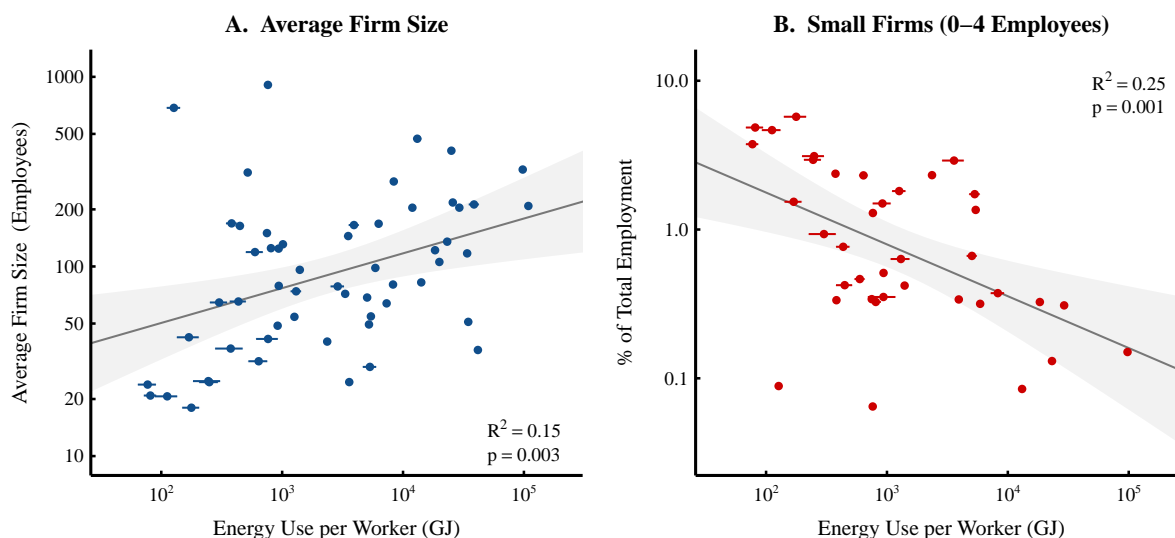 A. Average Firm Size
Average Firm Size (Employees)
1000
500
200
100
50
20
10
R² = 0.15
p = 0.003
10² 10³ 10⁴ 10⁵
Energy Use per Worker (GJ)
B. Small Firms (0–4 Employees)
% of Total Employment
10.0
1.0
0.1
R² = 0.25
p = 0.001
10² 10³ 10⁴ 10⁵
Energy Use per Worker (GJ)